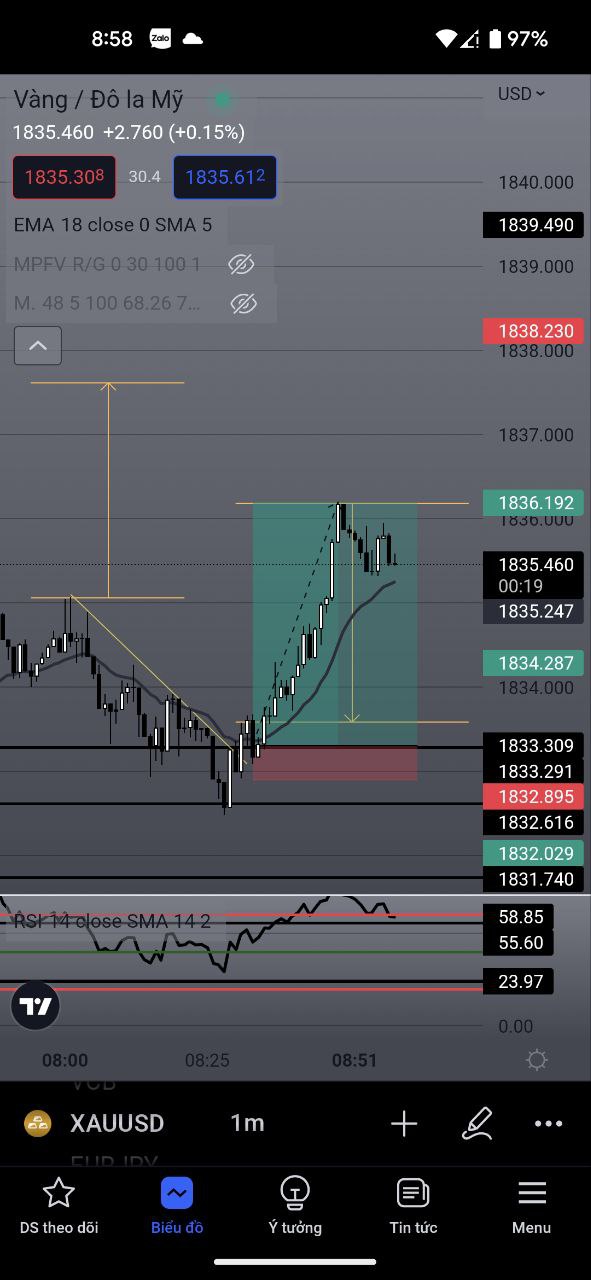 8:58 Zalo 97%
Vàng / Đô la Mỹ USD
1835.460 +2.760 (+0.15%)
1835.308 30.4 1835.612
1840.000
EMA 18 close 0 SMA 5 1839.490
MPFV R/G 0 30 100 1 1839.000
M. 48 5 100 68.26 7...
1838.230
1838.000
1837.000
1836.192
1836.000
1835.460
00:19
1835.247
1834.287
1834.000
1833.309
1833.291
1832.895
1832.616
1832.029
1831.740
RSI 14 close SMA 14 2 58.85
55.60
23.97
0.00
08:00 08:25 08:51
VCB
XAUUSD 1m
EURJPY
DS theo dõi Biểu đồ Ý tưởng Tin tức Menu